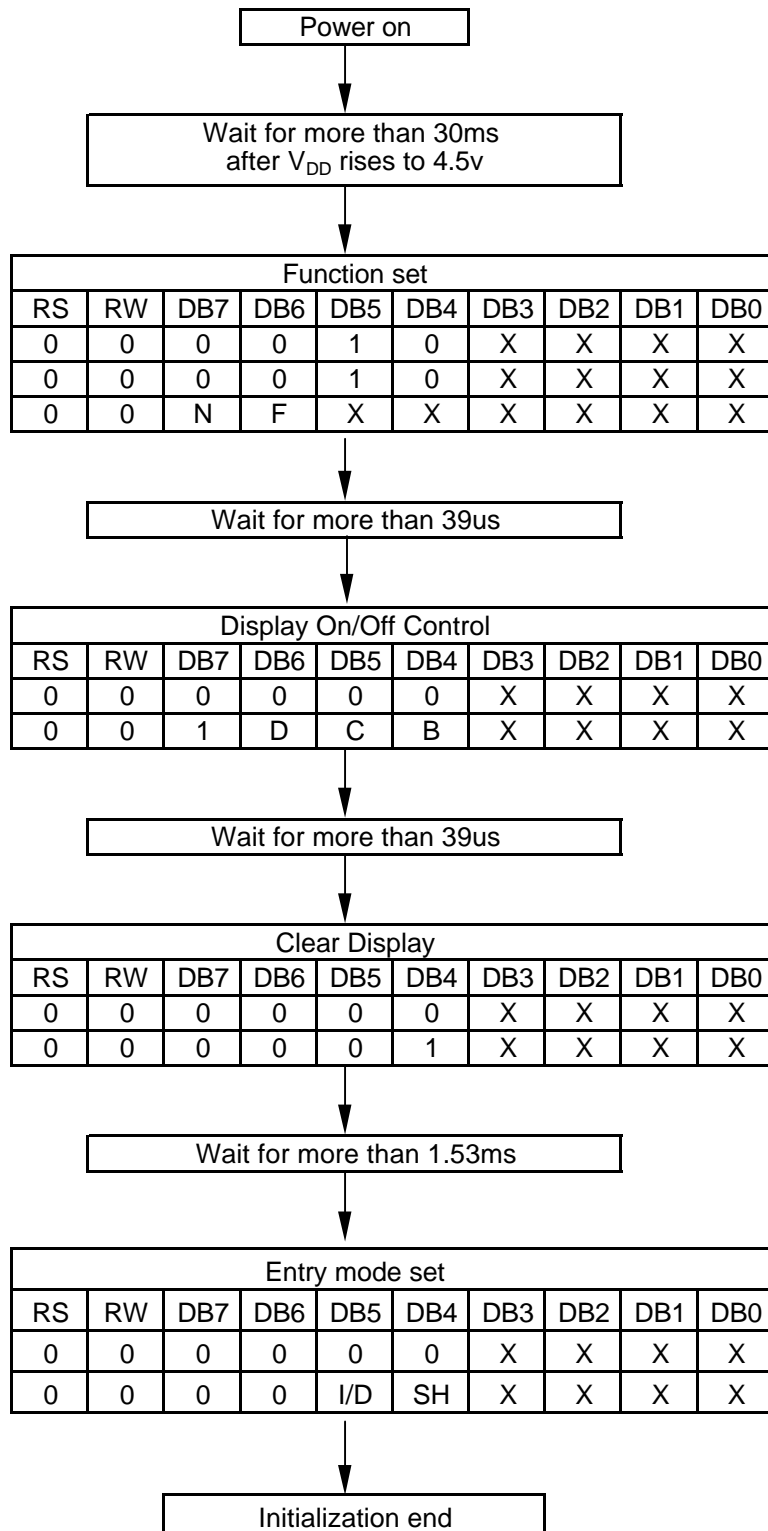 Power on
Wait for more than 30ms
after VDD rises to 4.5v
Function set
RS RW DB7 DB6 DB5 DB4 DB3 DB2 DB1 DB0
0 0 0 0 1 0 X X X X
0 0 0 0 1 0 X X X X
0 0 N F X X X X X X
Wait for more than 39us
Display On/Off Control
RS RW DB7 DB6 DB5 DB4 DB3 DB2 DB1 DB0
0 0 0 0 0 0 X X X X
0 0 1 D C B X X X X
Wait for more than 39us
Clear Display
RS RW DB7 DB6 DB5 DB4 DB3 DB2 DB1 DB0
0 0 0 0 0 0 X X X X
0 0 0 0 0 1 X X X X
Wait for more than 1.53ms
Entry mode set
RS RW DB7 DB6 DB5 DB4 DB3 DB2 DB1 DB0
0 0 0 0 0 0 X X X X
0 0 0 0 I/D SH X X X X
Initialization end